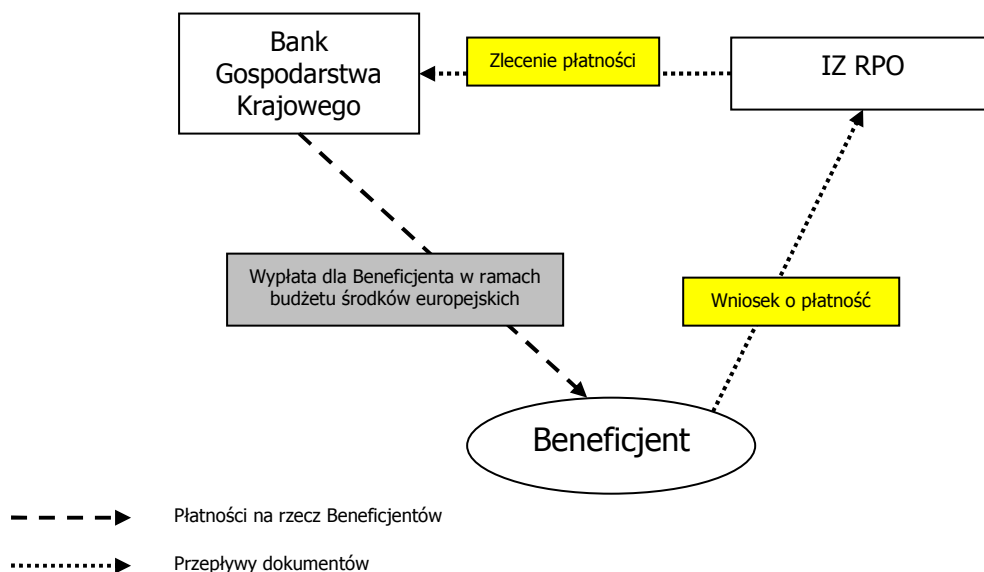 Bank
Gospodarstwa
Krajowego
Zlecenie płatności
IZ RPO
Wypłata dla Beneficjenta w ramach
budżetu środków europejskich
Wniosek o płatność
Beneficjent
Płatności na rzecz Beneficjentów
Przepływy dokumentów